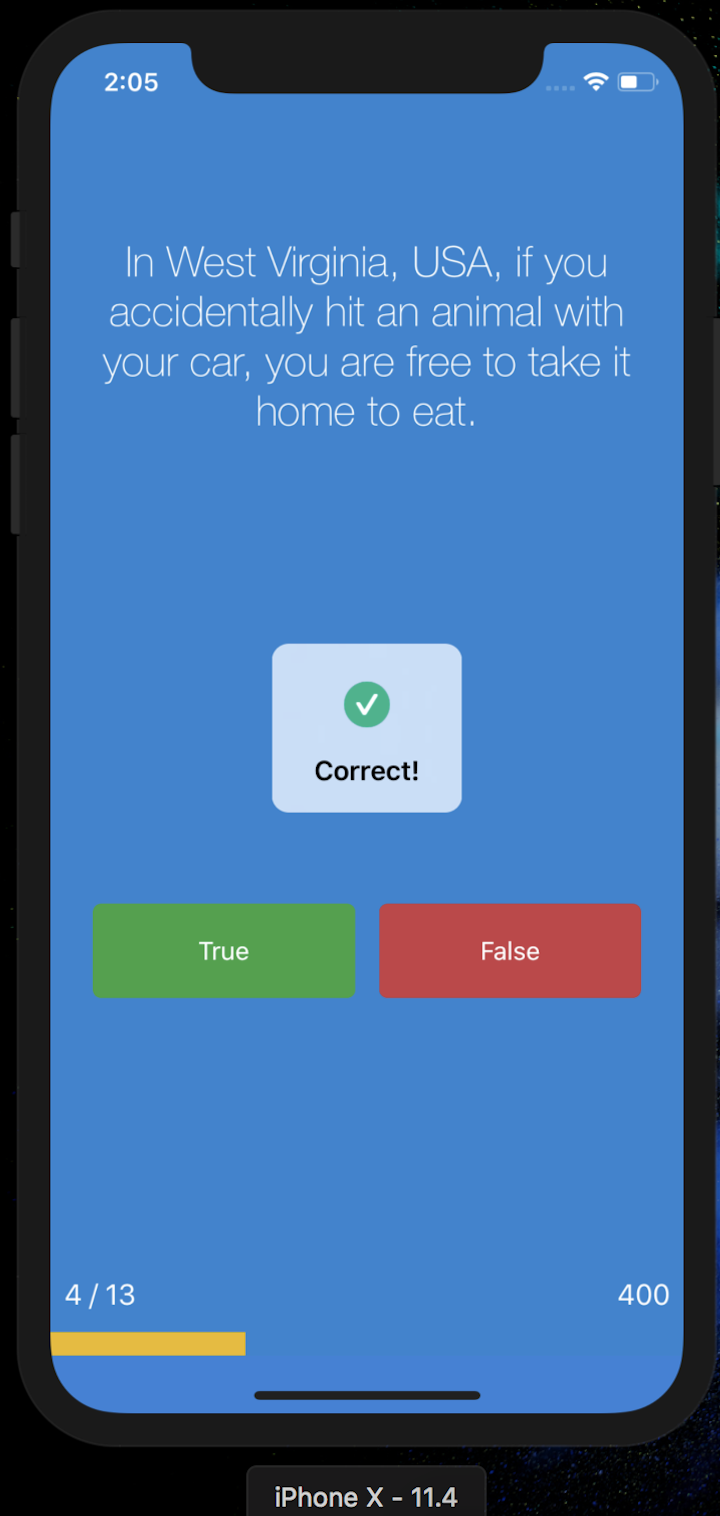 2:05
In West Virginia, USA, if you
accidentally hit an animal with
your car, you are free to take it
home to eat.
Correct!
True
False
4 / 13
400
iPhone X - 11.4